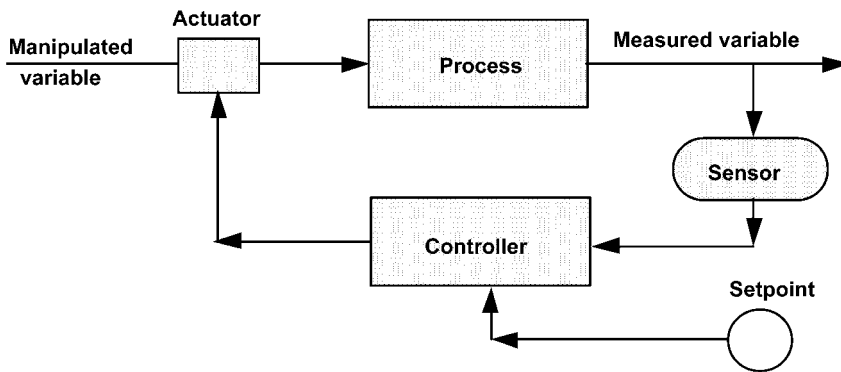 Actuator
Manipulated
variable
Process
Measured variable
Sensor
Controller
Setpoint